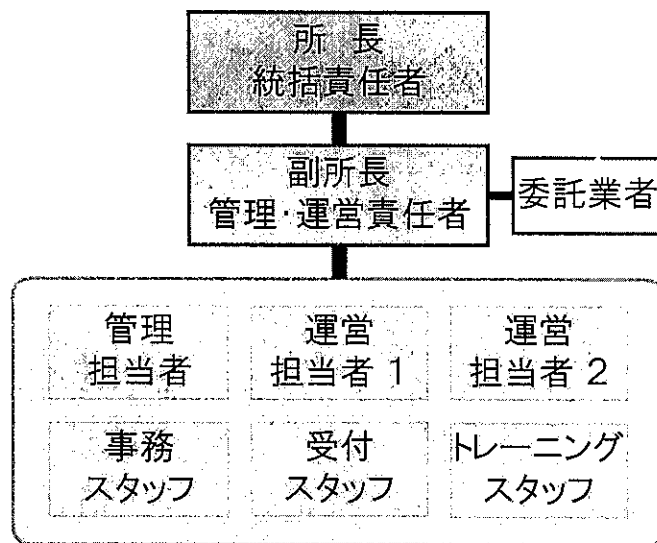 所 長
統括責任者
副所長
管理・運営責任者
委託業者
管理
担当者
運営
担当者 1
運営
担当者 2
事務
スタッフ
受付
スタッフ
トレーニング
スタッフ